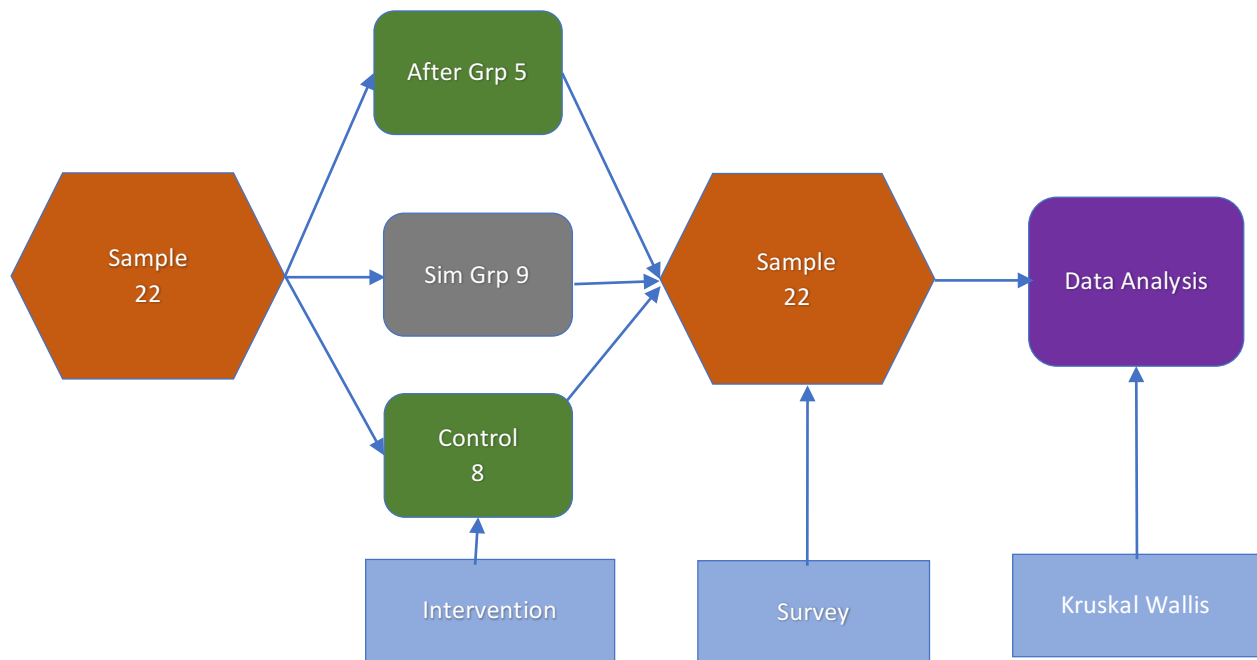 After Grp 5
Sample
22
Sim Grp 9
Sample
22
Data Analysis
Control
8
Intervention
Survey
Kruskal Wallis